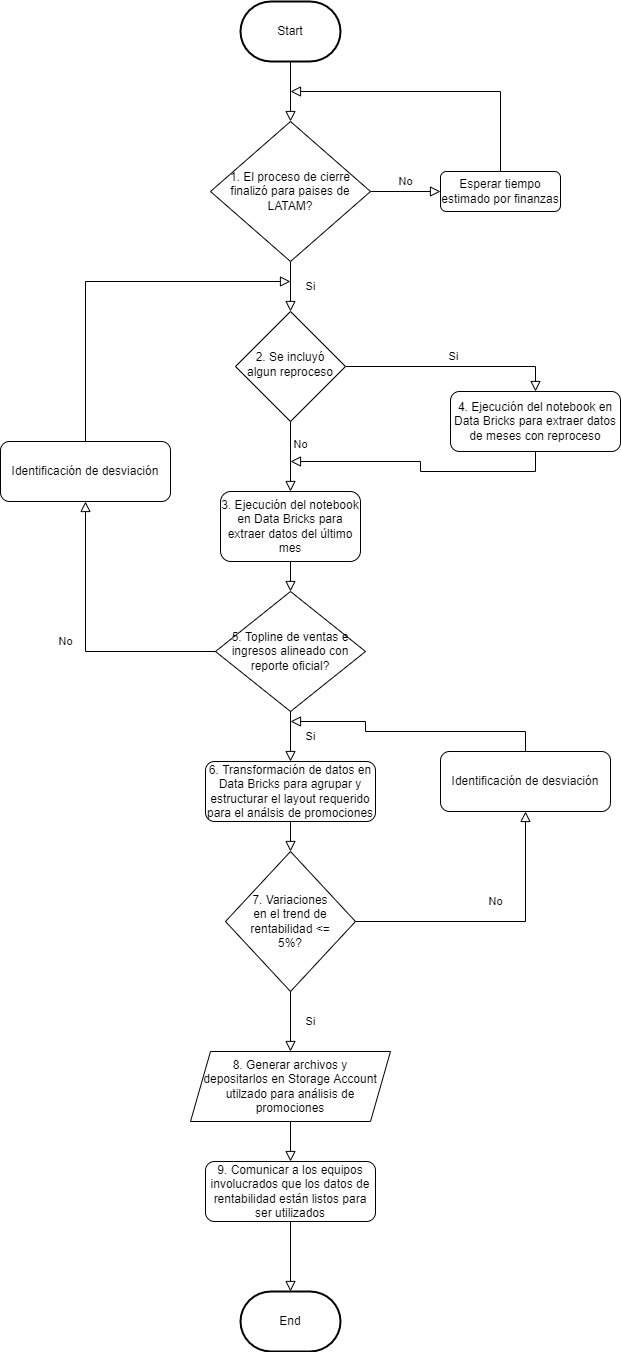 Start
1. El proceso de cierre
finalizó para paises de
LATAM?
No
Esperar tiempo
estimado por finanzas
Si
2. Se incluyó
algun reproceso
Si
4. Ejecución del notebook en
Data Bricks para extraer datos
de meses con reproceso
No
Identificación de desviación
3. Ejecución del notebook
en Data Bricks para
extraer datos del último
mes
No
5. Topline de ventas e
ingresos alineado con
reporte oficial?
Si
6. Transformación de datos en
Data Bricks para agrupar y
estructurar el layout requerido
para el análsis de promociones
Identificación de desviación
7. Variaciones
en el trend de
rentabilidad <=
5%?
No
Si
8. Generar archivos y
depositarlos en Storage Account
utilzado para análisis de
promociones
9. Comunicar a los equipos
involucrados que los datos de
rentabilidad están listos para
ser utilizados
End